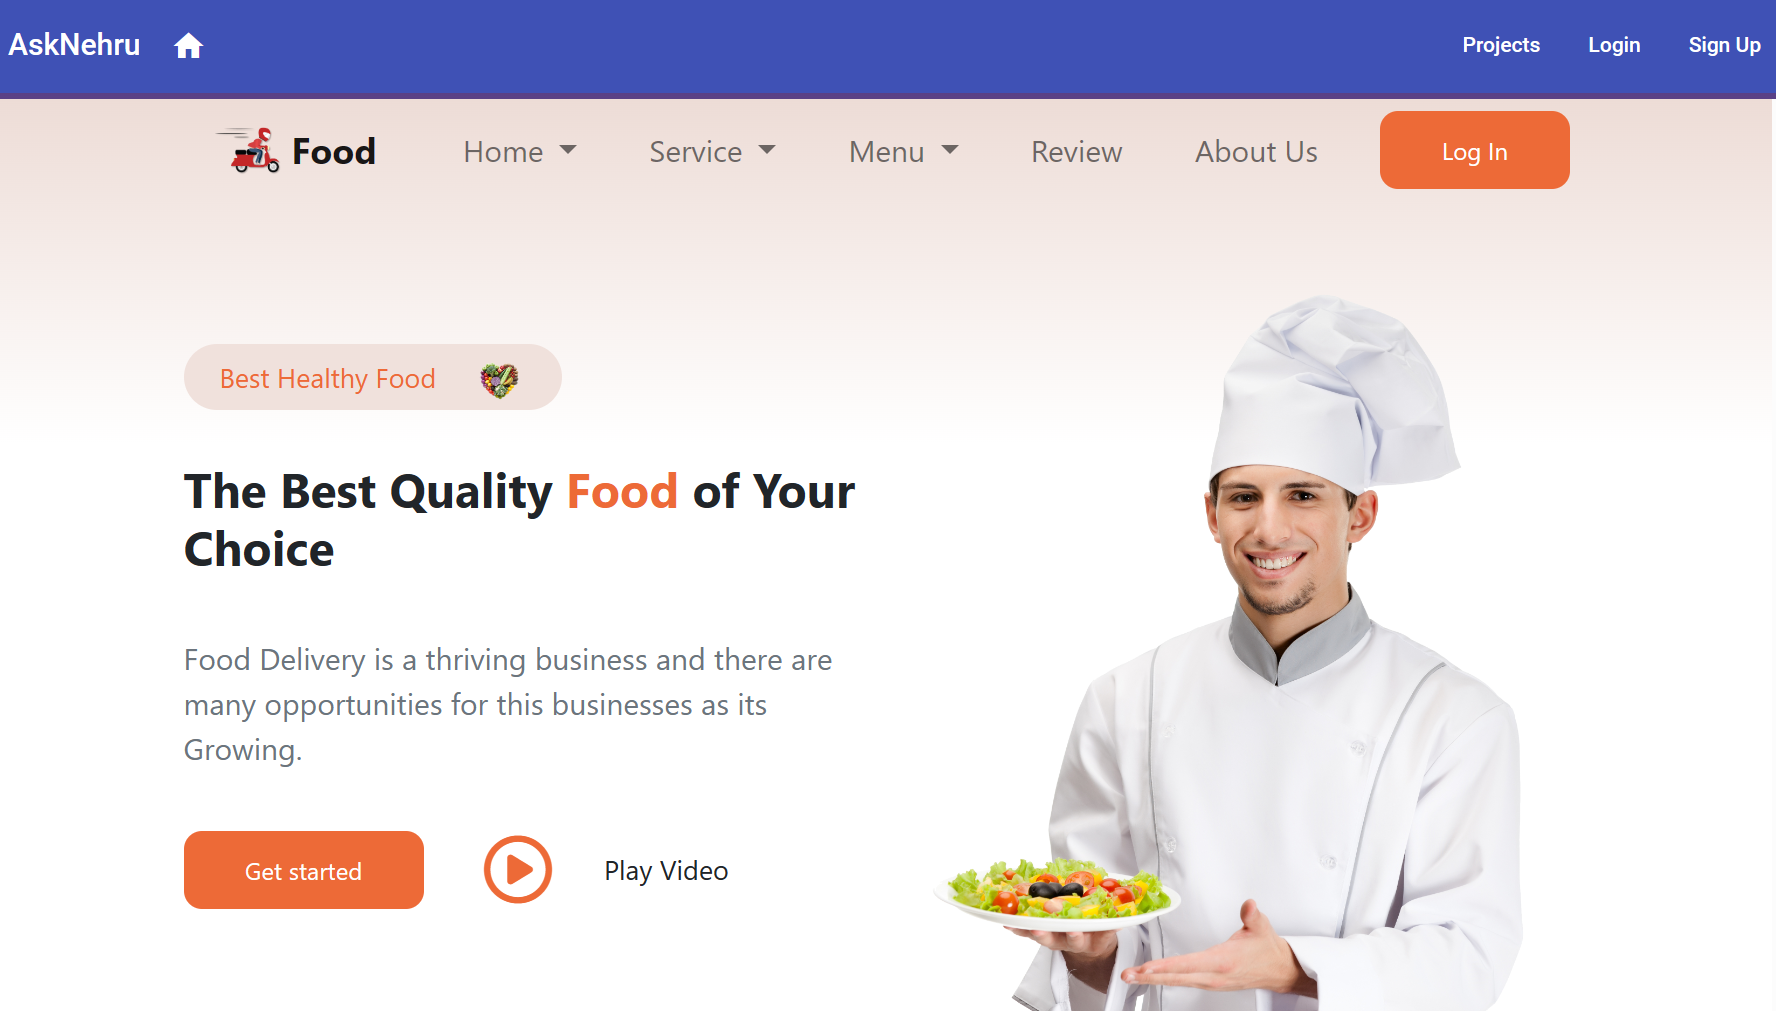 AskNehru
Projects Login Sign Up
Food Home Service Menu Review About Us Log In
Best Healthy Food
The Best Quality Food of Your
Choice
Food Delivery is a thriving business and there are
many opportunities for this businesses as its
Growing.
Get started Play Video